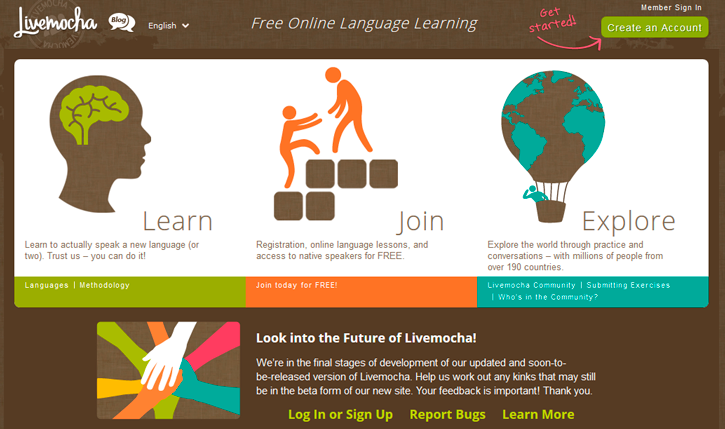 Livemocha
Blog
English
Free Online Language Learning
Get started!
Member Sign In
Create an Account
Learn
Learn to actually speak a new language (or
two). Trust us – you can do it!
Languages | Methodology
Join
Registration, online language lessons, and
access to native speakers for FREE.
Join today for FREE!
Explore
Explore the world through practice and
conversations – with millions of people from
over 190 countries.
Livemocha Community | Submitting Exercises
| Who's in the Community?
Look into the Future of Livemocha!
We're in the final stages of development of our updated and soon-to-
be-released version of Livemocha. Help us work out any kinks that may still
be in the beta form of our new site. Your feedback is important! Thank you.
Log In or Sign Up Report Bugs Learn More